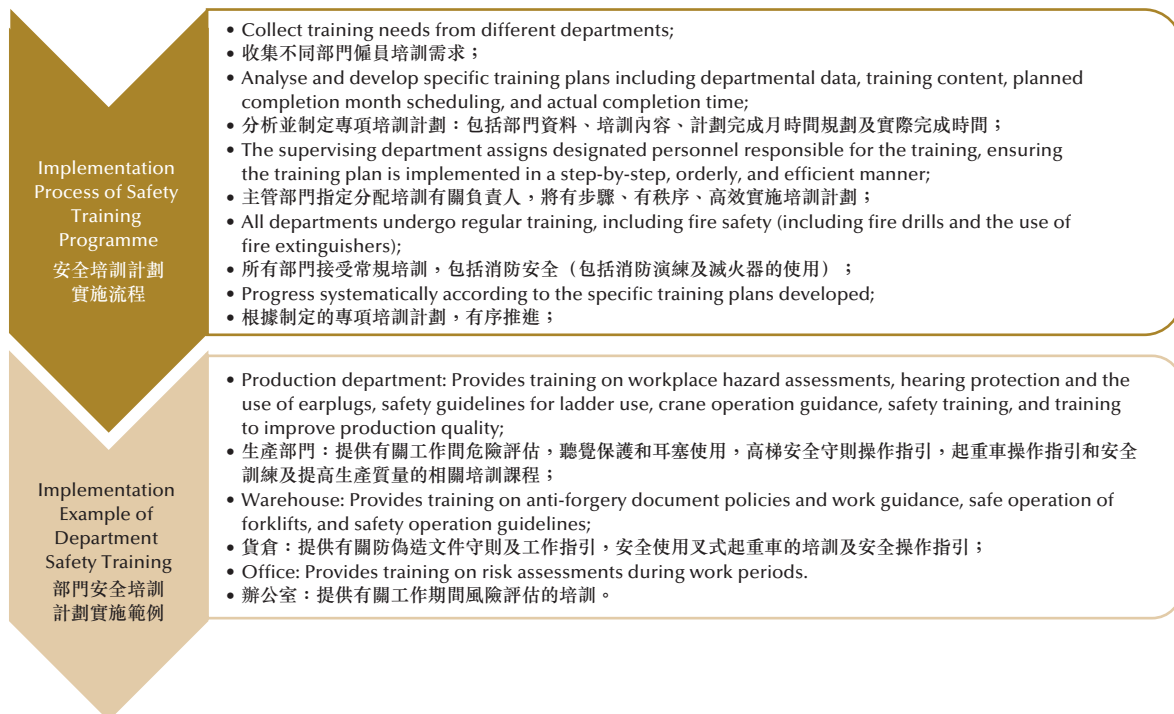 Implementation
Process of Safety
Training
Programme
安全培訓計劃
實施流程
• Collect training needs from different departments;
• 收集不同部門僱員培訓需求；
• Analyse and develop specific training plans including departmental data, training content, planned
completion month scheduling, and actual completion time;
• 分析並制定專項培訓計劃：包括部門資料、培訓內容、計劃完成月時間規劃及實際完成時間；
• The supervising department assigns designated personnel responsible for the training, ensuring
the training plan is implemented in a step-by-step, orderly, and efficient manner;
• 主管部門指定分配培訓有關負責人，將有步驟、有秩序、高效實施培訓計劃；
• All departments undergo regular training, including fire safety (including fire drills and the use of
fire extinguishers);
• 所有部門接受常規培訓，包括消防安全（包括消防演練及滅火器的使用）；
• Progress systematically according to the specific training plans developed;
• 根據制定的專項培訓計劃，有序推進；
Implementation
Example of
Department
Safety Training
部門安全培訓
計劃實施範例
• Production department: Provides training on workplace hazard assessments, hearing protection and the
use of earplugs, safety guidelines for ladder use, crane operation guidance, safety training, and training
to improve production quality;
• 生產部門：提供有關工作間危險評估，聽覺保護和耳塞使用，高梯安全守則操作指引，起重車操作指引和安全
訓練及提高生產質量的相關培訓課程；
• Warehouse: Provides training on anti-forgery document policies and work guidance, safe operation of
forklifts, and safety operation guidelines;
• 貨倉：提供有關防偽造文件守則及工作指引，安全使用叉式起重車的培訓及安全操作指引；
• Office: Provides training on risk assessments during work periods.
• 辦公室：提供有關工作期間風險評估的培訓。